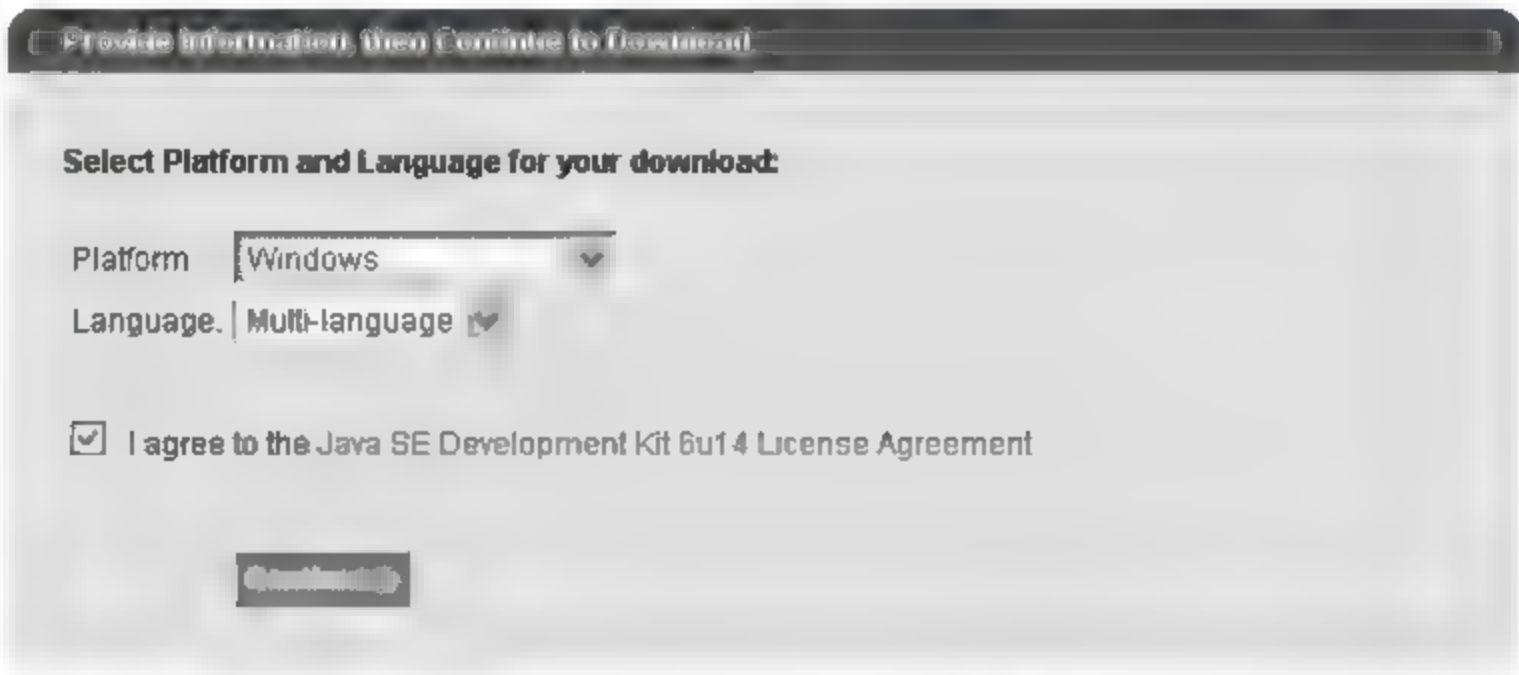 Provide Information, then Continue to Download
Select Platform and Language for your download:
Platform Windows
Language. Multi-language
I agree to the Java SE Development Kit 6u14 License Agreement